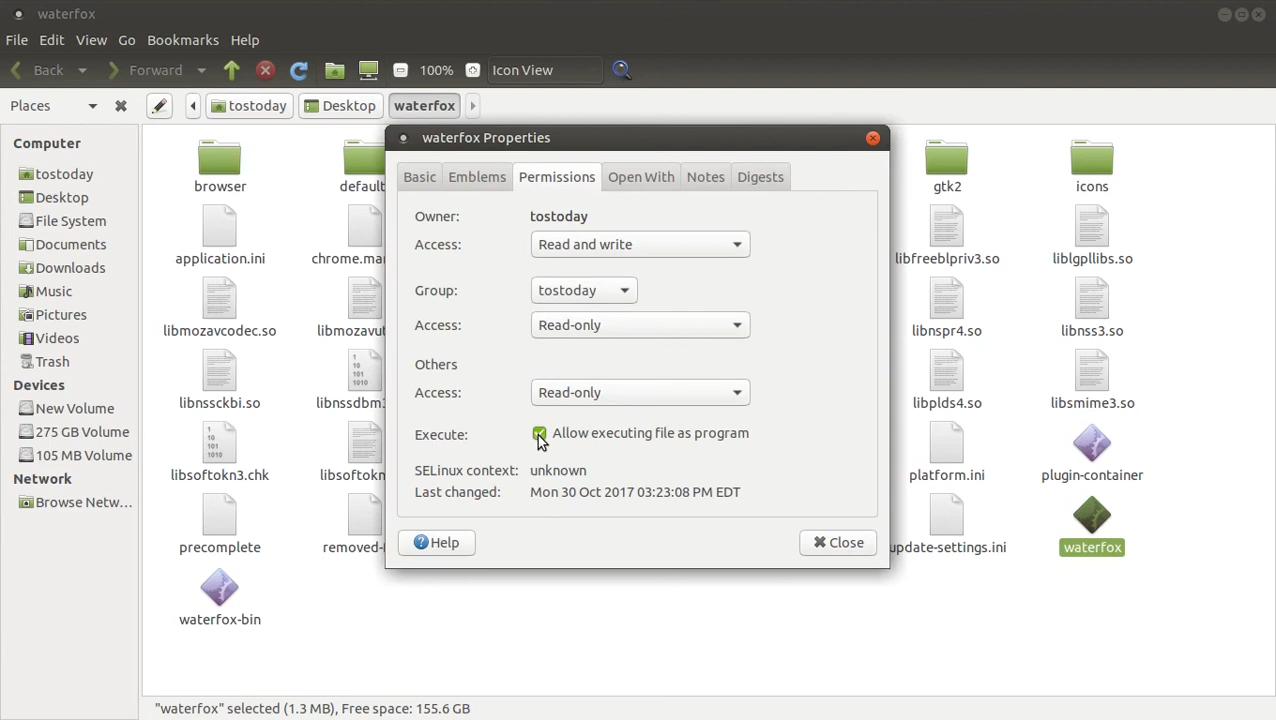 waterfox
File Edit View Go Bookmarks Help
Back Forward 100% Icon View
Places tostoday Desktop waterfox
Computer
tostoday
Desktop
File System
Documents
Downloads
Music
Pictures
Videos
Trash
Devices
New Volume
275 GB Volume
105 MB Volume
Network
Browse Netw...
browser default gtk2 icons
application.ini chrome.man libfreeblpriv3.so liblgpllibs.so
libmozavcodec.so libmozavut libnspr4.so libnss3.so
libnssckbi.so libnssdbm3 libplds4.so libsmime3.so
libsoftokn3.chk libsoftokn3 platform.ini plugin-container
precomplete removed-f update-settings.ini waterfox
waterfox-bin
waterfox Properties
Basic Emblems Permissions Open With Notes Digests
Owner: tostoday
Access: Read and write
Group: tostoday
Access: Read-only
Others
Access: Read-only
Execute: Allow executing file as program
SELinux context: unknown
Last changed: Mon 30 Oct 2017 03:23:08 PM EDT
Help Close
"waterfox" selected (1.3 MB), Free space: 155.6 GB